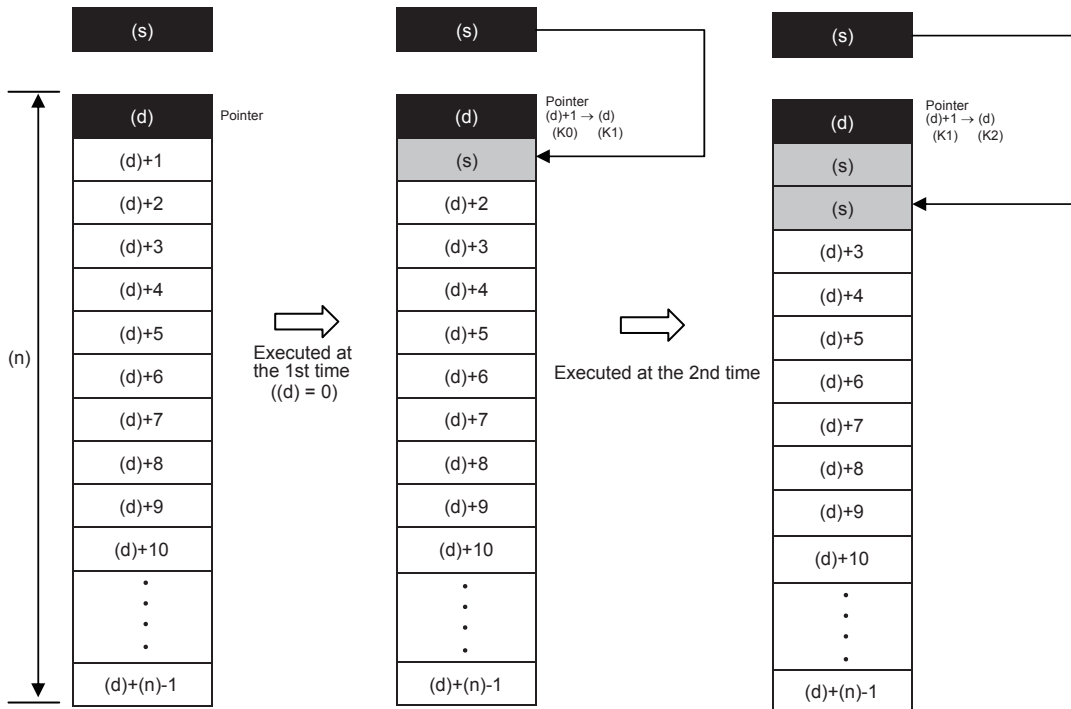 (s)
(n)
(d)
Pointer
(d)+1
(d)+2
(d)+3
(d)+4
(d)+5
(d)+6
(d)+7
(d)+8
(d)+9
(d)+10
(d)+(n)-1
Executed at
the 1st time
((d) = 0)
(s)
(d)
Pointer
(d)+1 → (d)
(K0) (K1)
(s)
(d)+2
(d)+3
(d)+4
(d)+5
(d)+6
(d)+7
(d)+8
(d)+9
(d)+10
(d)+(n)-1
Executed at the 2nd time
(s)
(d)
Pointer
(d)+1 → (d)
(K1) (K2)
(s)
(s)
(d)+3
(d)+4
(d)+5
(d)+6
(d)+7
(d)+8
(d)+9
(d)+10
(d)+(n)-1